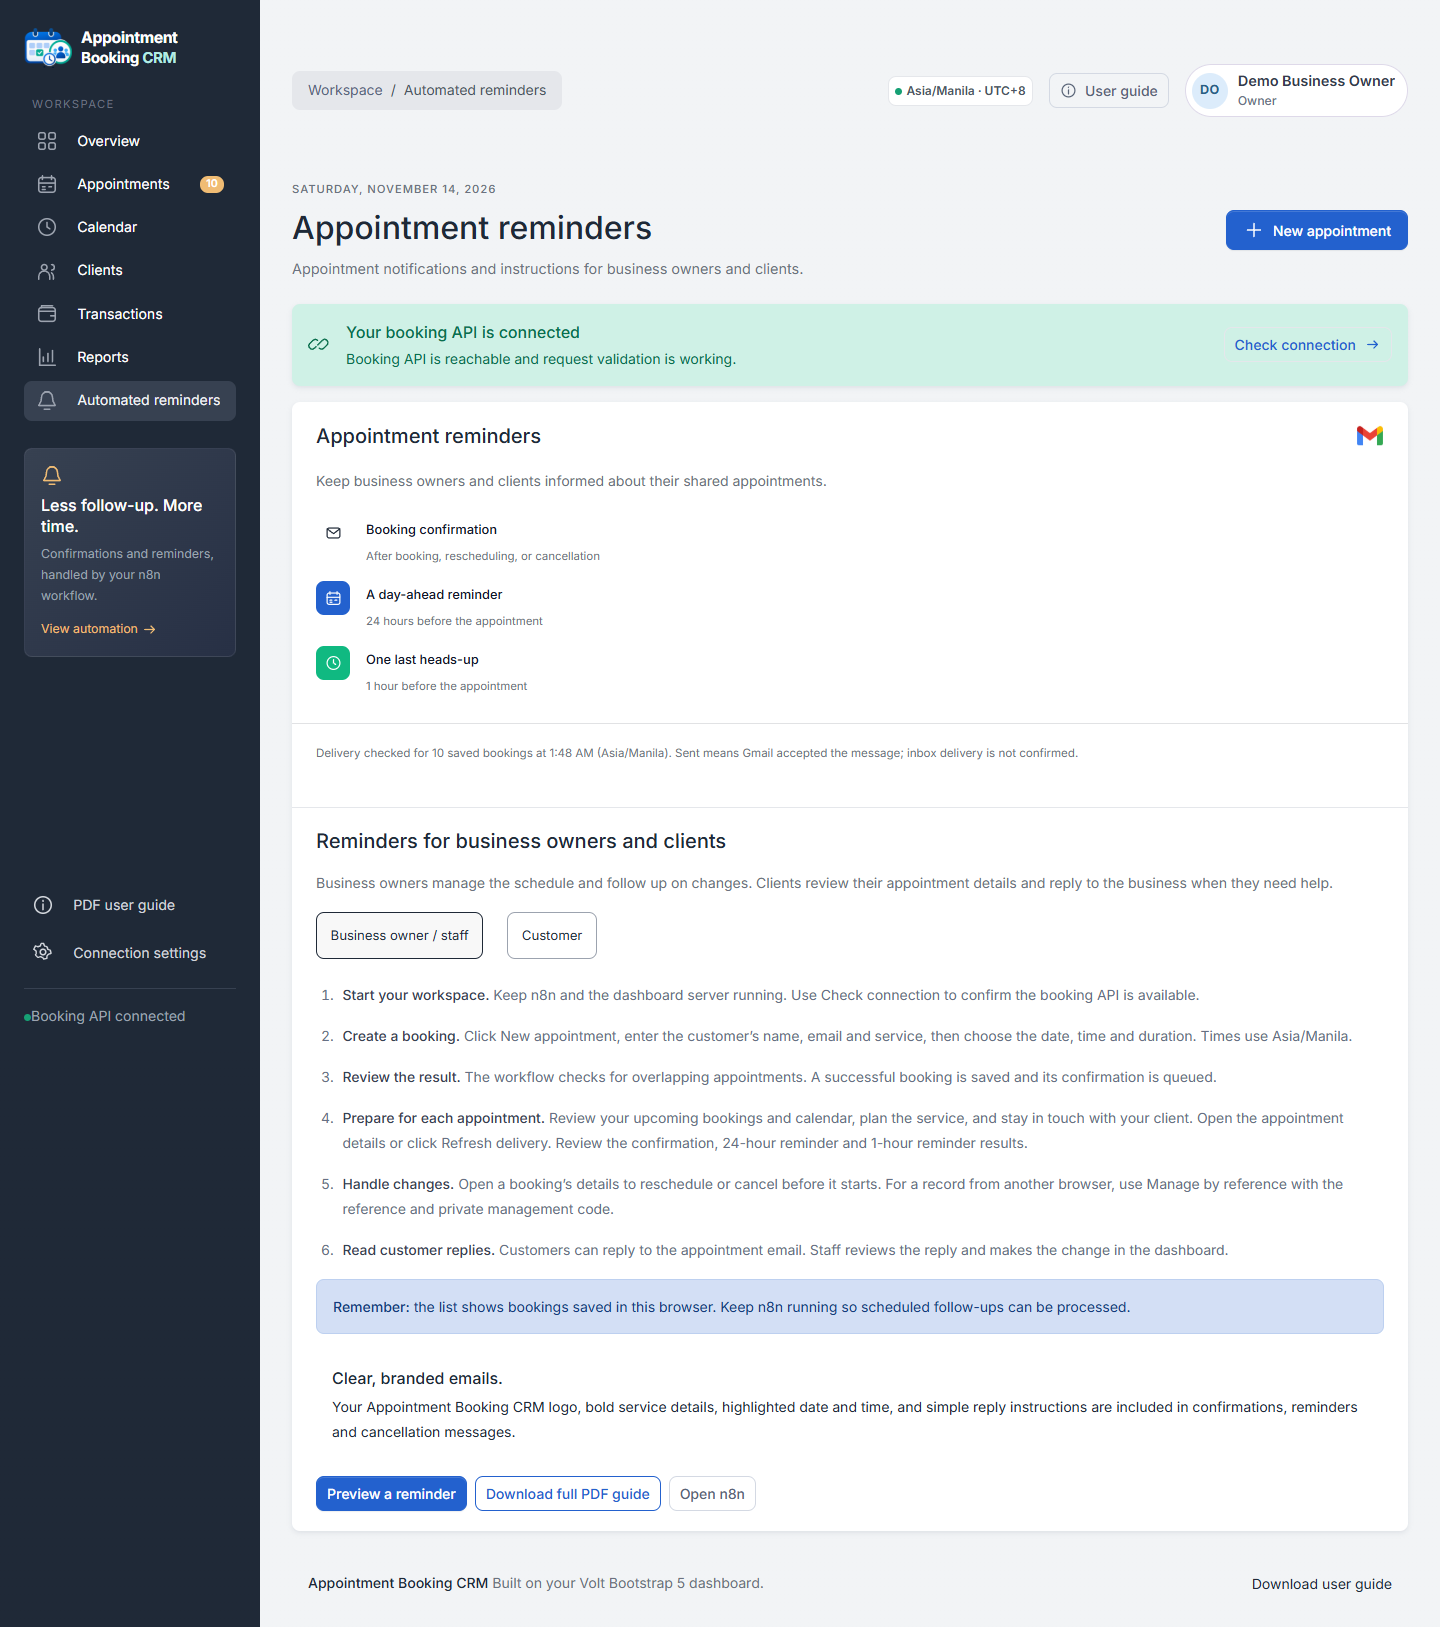 Appointment
Booking CRM
WORKSPACE
Overview
Appointments 10
Calendar
Clients
Transactions
Reports
Automated reminders
Less follow-up. More
time.
Confirmations and reminders,
handled by your n8n
workflow.
View automation →
PDF user guide
Connection settings
Booking API connected
Workspace / Automated reminders
Asia/Manila · UTC+8
User guide
DO
Demo Business Owner
Owner
SATURDAY, NOVEMBER 14, 2026
Appointment reminders
New appointment
Appointment notifications and instructions for business owners and clients.
Your booking API is connected
Booking API is reachable and request validation is working.
Check connection →
Appointment reminders
Keep business owners and clients informed about their shared appointments.
Booking confirmation
After booking, rescheduling, or cancellation
A day-ahead reminder
24 hours before the appointment
One last heads-up
1 hour before the appointment
Delivery checked for 10 saved bookings at 1:48 AM (Asia/Manila). Sent means Gmail accepted the message; inbox delivery is not confirmed.
Reminders for business owners and clients
Business owners manage the schedule and follow up on changes. Clients review their appointment details and reply to the business when they need help.
Business owner / staff
Customer
1. Start your workspace. Keep n8n and the dashboard server running. Use Check connection to confirm the booking API is available.
2. Create a booking. Click New appointment, enter the customer’s name, email and service, then choose the date, time and duration. Times use Asia/Manila.
3. Review the result. The workflow checks for overlapping appointments. A successful booking is saved and its confirmation is queued.
4. Prepare for each appointment. Review your upcoming bookings and calendar, plan the service, and stay in touch with your client. Open the appointment
details or click Refresh delivery. Review the confirmation, 24-hour reminder and 1-hour reminder results.
5. Handle changes. Open a booking’s details to reschedule or cancel before it starts. For a record from another browser, use Manage by reference with the
reference and private management code.
6. Read customer replies. Customers can reply to the appointment email. Staff reviews the reply and makes the change in the dashboard.
Remember: the list shows bookings saved in this browser. Keep n8n running so scheduled follow-ups can be processed.
Clear, branded emails.
Your Appointment Booking CRM logo, bold service details, highlighted date and time, and simple reply instructions are included in confirmations, reminders
and cancellation messages.
Preview a reminder
Download full PDF guide
Open n8n
Appointment Booking CRM Built on your Volt Bootstrap 5 dashboard.
Download user guide